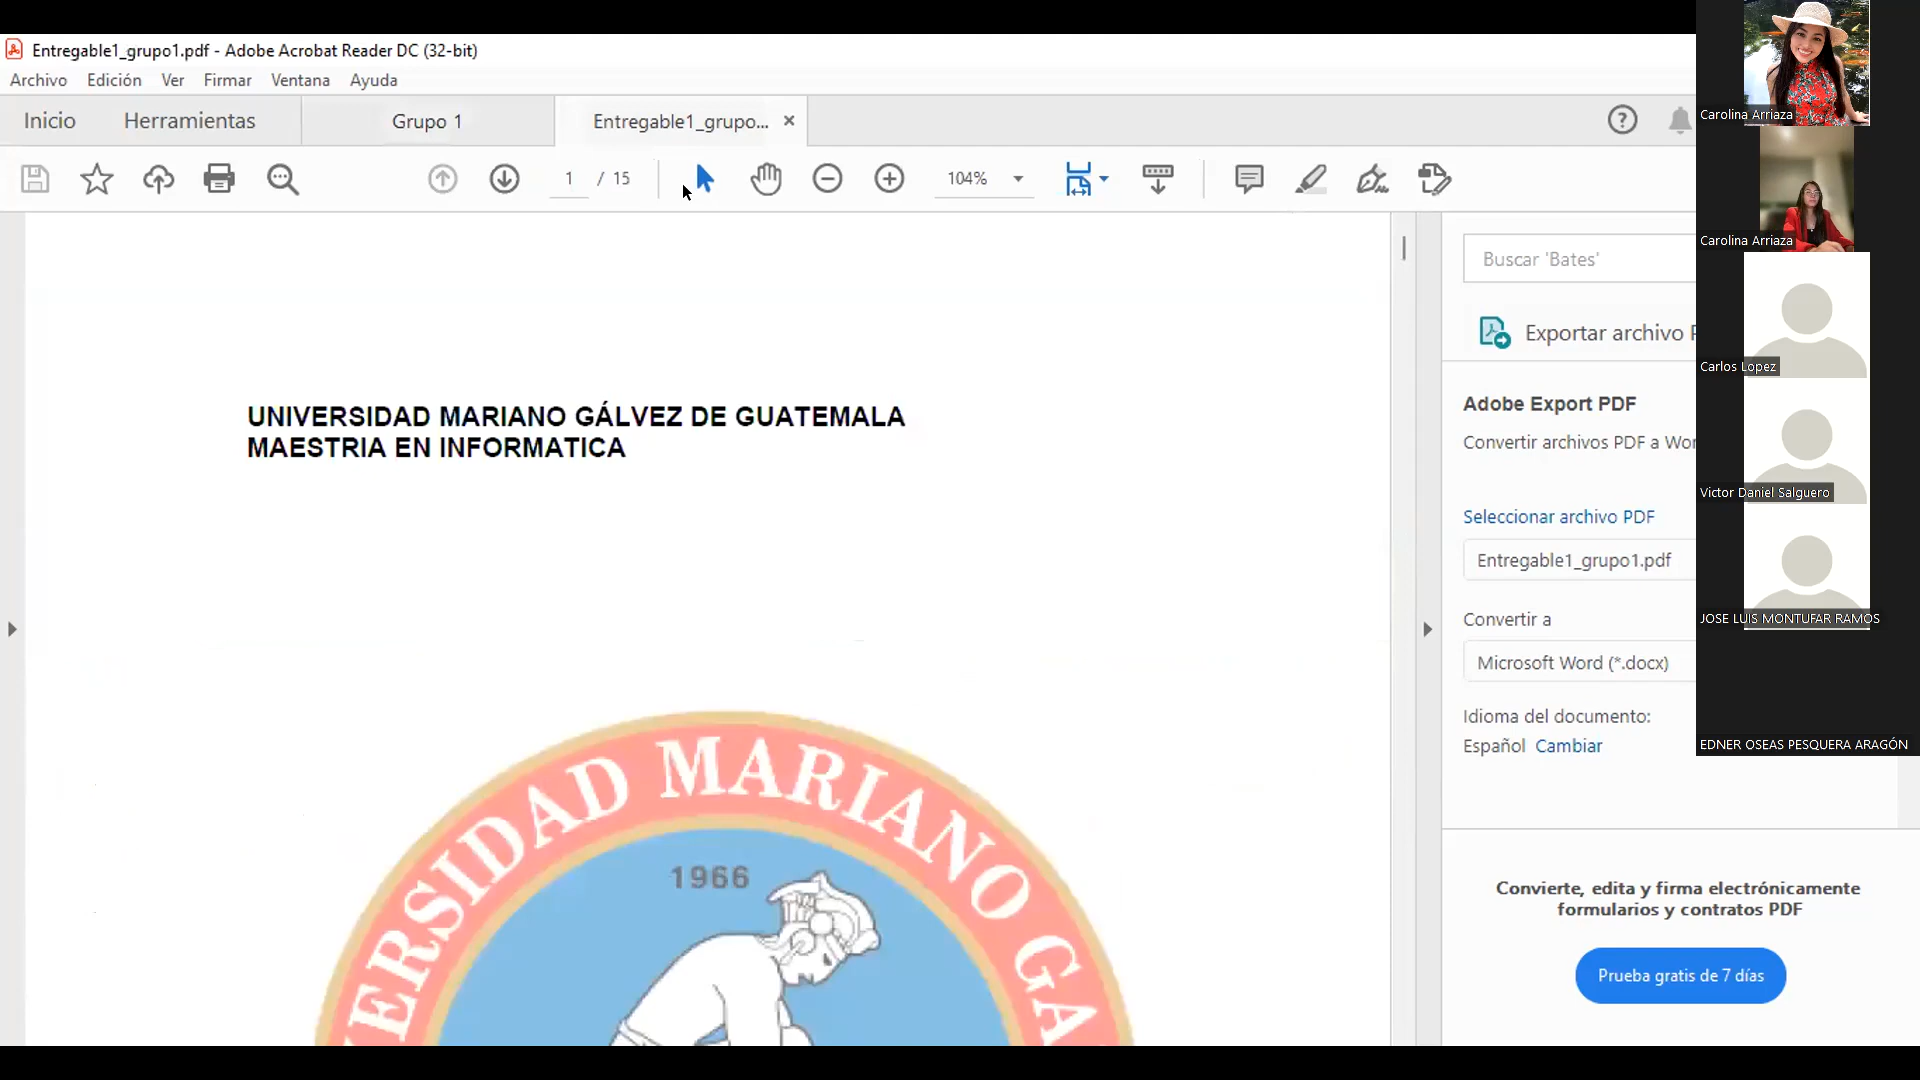 Entregable1_grupo1.pdf - Adobe Acrobat Reader DC (32-bit)
Archivo Edición Ver Firmar Ventana Ayuda
Inicio Herramientas Grupo 1 Entregable1_grupo...
1 / 15 104%
Buscar 'Bates'
Exportar archivo P
Adobe Export PDF
Convertir archivos PDF a Wor
Seleccionar archivo PDF
Entregable1_grupo1.pdf
Convertir a
Microsoft Word (*.docx)
Idioma del documento:
Español Cambiar
Convierte, edita y firma electrónicamente
formularios y contratos PDF
Prueba gratis de 7 días
UNIVERSIDAD MARIANO GÁLVEZ DE GUATEMALA
MAESTRIA EN INFORMATICA
VERSIDAD MARIANO GA
1966
Carolina Arriaza
Carolina Arriaza
Carlos Lopez
Victor Daniel Salguero
JOSE LUIS MONTUFAR RAMOS
EDNER OSEAS PESQUERA ARAGÓN